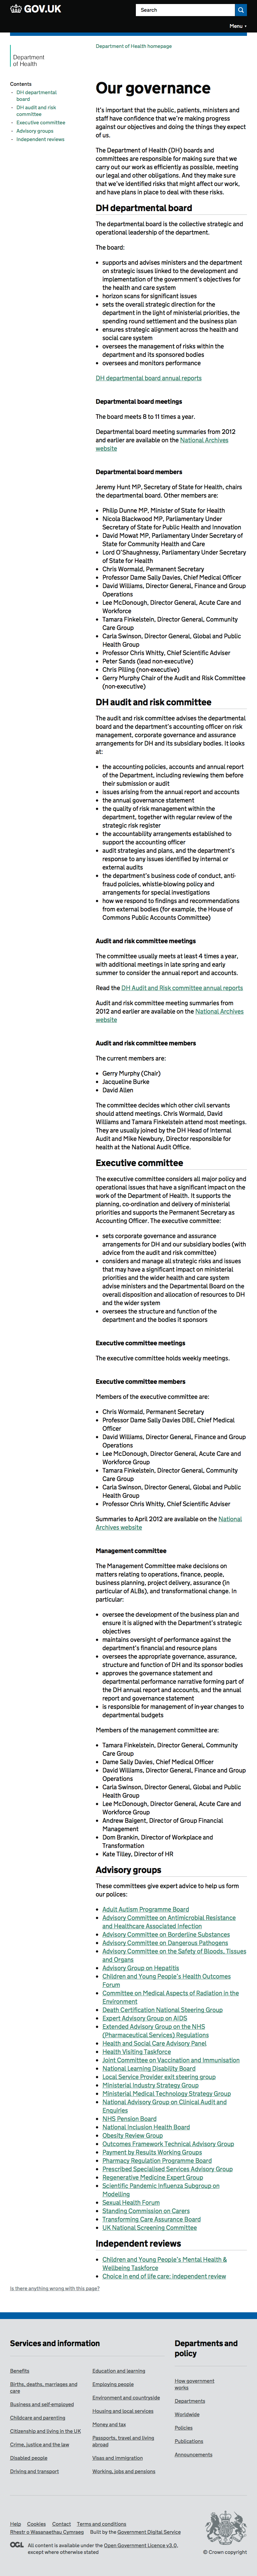 GOV.UK
Search
Menu
Department
of Health
Department of Health homepage
Contents
– DH departmental
board
– DH audit and risk
committee
– Executive committee
– Advisory groups
– Independent reviews
Our governance
It's important that the public, patients, ministers and
staff have confidence in us. Our governance
arrangements are about protecting our reputation
against questions about our doing the things they expect
of us.
The Department of Health (DH) boards and
committees are responsible for making sure that we
carry out our work as efficiently as possible, meeting
our legal and other obligations. They also make sure
that we've identified risks that might affect our work,
and have plans in place to deal with these risks.
DH departmental board
The departmental board is the collective strategic and
operational leadership of the department.
The board:
• supports and advises ministers and the department
on strategic issues linked to the development and
implementation of the government's objectives for
the health and care system
• horizon scans for significant issues
• sets the overall strategic direction for the
department in the light of ministerial priorities, the
spending round settlement and the business plan
• ensures strategic alignment across the health and
social care system
• oversees the management of risks within the
department and its sponsored bodies
• oversees and monitors performance
DH departmental board annual reports
Departmental board meetings
The board meets 8 to 11 times a year.
Departmental board meeting summaries from 2012
and earlier are available on the National Archives
website
Departmental board members
Jeremy Hunt MP, Secretary of State for Health, chairs
the departmental board. Other members are:
• Philip Dunne MP, Minister of State for Health
• Nicola Blackwood MP, Parliamentary Under
Secretary of State for Public Health and Innovation
• David Mowat MP, Parliamentary Under Secretary of
State for Community Health and Care
• Lord O'Shaughnessy, Parliamentary Under Secretary
of State for Health
• Chris Wormald, Permanent Secretary
• Professor Dame Sally Davies, Chief Medical Officer
• David Williams, Director General, Finance and Group
Operations
• Lee McDonough, Director General, Acute Care and
Workforce
• Tamara Finkelstein, Director General, Community
Care Group
• Carla Swinson, Director General, Global and Public
Health Group
• Professor Chris Whitty, Chief Scientific Adviser
• Peter Sands (lead non-executive)
• Chris Pilling (non-executive)
• Gerry Murphy Chair of the Audit and Risk Committee
(non-executive)
DH audit and risk committee
The DH audit and risk committee advises the departmental
board and the department's accounting officer on risk
management, corporate governance and assurance
arrangements for DH and its subsidiary bodies. It looks
at:
• the accounting policies, accounts and annual report
of the Department, including reviewing them before
their submission or audit
• issues arising from the annual report and accounts
• the annual governance statement
• the quality of risk management within the
department, together with regular review of the
strategic risk register
• the accountability arrangements established to
support the accounting officer
• audit strategies and plans, and the department's
answer to any issues identified by internal or
external audits
• the department's business code of conduct, anti-
fraud policies, whistle-blowing policy and
arrangements for special investigations
• how we respond to findings and recommendations
from external bodies (for example, the House of
Commons Public Accounts Committee)
Audit and risk committee meetings
The committee usually meets at least 4 times a year,
with additional meetings in late spring and early
summer to consider the annual report and accounts.
Read the DH Audit and Risk committee annual reports
Audit and risk committee meeting summaries from
2012 and earlier are available on the National Archives
website
Audit and risk committee members
The current members are:
• Gerry Murphy (Chair)
• Jacqueline Burke
• David Allen
The committee decides which other civil servants
should attend meetings. Chris Wormald, David
Williams and Tamara Finkelstein attend most meetings.
They are usually joined by the DH Head of Internal
Audit and Mike Newbury, Director responsible for
health at the National Audit Office.
Executive committee
The executive committee considers all major policy and
operational issues that have a significant impact on the
work of the Department of Health. It supports the
planning, co-ordination and delivery of ministerial
priorities and supports the Permanent Secretary as
Accounting Officer. The executive committee:
• sets corporate governance and assurance
arrangements for DH and our subsidiary bodies (with
advice from the audit and risk committee)
• considers and manage all strategic risks and issues
that may have a significant impact on ministerial
priorities and the wider health and care system
• advise ministers and the Departmental Board on the
overall disposition and allocation of resources to DH
and the wider system
• oversees the structure and function of the
department and the bodies it sponsors
Executive committee meetings
The executive committee holds weekly meetings.
Executive committee members
Members of the executive committee are:
• Chris Wormald, Permanent Secretary
• Professor Dame Sally Davies DBE, Chief Medical
Officer
• David Williams, Director General, Finance and Group
Operations
• Lee McDonough, Director General, Acute Care and
Workforce Group
• Tamara Finkelstein, Director General, Community
Care Group
• Carla Swinson, Director General, Global and Public
Health Group
• Professor Chris Whitty, Chief Scientific Adviser
Summaries to April 2012 are available on the National
Archives website
Management committee
The Management Committee make decisions on
matters relating to operations, finance, people,
business planning, project delivery, assurance (in
particular of ALBs), and transformational change. In
particular:
• oversee the development of the business plan and
ensure it is aligned with the Department's strategic
objectives
• maintains oversight of performance against the
department's financial and resource plans
• oversees the appropriate governance, assurance,
structure and function of DH and its sponsor bodies
• approves the governance statement and
departmental performance narrative forming part of
the DH annual report and accounts, and the annual
report and governance statement
• is responsible for management of in-year changes to
departmental budgets
Members of the management committee are:
• Tamara Finkelstein, Director General, Community
Care Group
• Dame Sally Davies, Chief Medical Officer
• David Williams, Director General, Finance and Group
Operations
• Carla Swinson, Director General, Global and Public
Health Group
• Lee McDonough, Director General, Acute Care and
Workforce Group
• Andrew Baigent, Director of Group Financial
Management
• Dom Brankin, Director of Workplace and
Transformation
• Kate Tilley, Director of HR
Advisory groups
These committees give expert advice to help us form
our polices:
• Adult Autism Programme Board
• Advisory Committee on Antimicrobial Resistance
and Healthcare Associated Infection
• Advisory Committee on Borderline Substances
• Advisory Committee on Dangerous Pathogens
• Advisory Committee on the Safety of Bloods, Tissues
and Organs
• Advisory Group on Hepatitis
• Children and Young People's Health Outcomes
Forum
• Committee on Medical Aspects of Radiation in the
Environment
• Death Certification National Steering Group
• Expert Advisory Group on AIDS
• Extended Advisory Group on the NHS
(Pharmaceutical Services) Regulations
• Health and Social Care Advisory Panel
• Health Visiting Taskforce
• Joint Committee on Vaccination and Immunisation
• National Learning Disability Board
• Local Service Provider exit steering group
• Ministerial Industry Strategy Group
• Ministerial Medical Technology Strategy Group
• National Advisory Group on Clinical Audit and
Enquiries
• NHS Pension Board
• National Inclusion Health Board
• Obesity Review Group
• Outcomes Framework Technical Advisory Group
• Payment by Results Working Groups
• Pharmacy Regulation Programme Board
• Prescribed Specialised Services Advisory Group
• Regenerative Medicine Expert Group
• Scientific Pandemic Influenza Subgroup on
Modelling
• Sexual Health Forum
• Standing Commission on Carers
• Transforming Care Assurance Board
• UK National Screening Committee
Independent reviews
• Children and Young People's Mental Health &
Wellbeing Taskforce
• Choice in end of life care: independent review
Is there anything wrong with this page?
Services and information
Benefits
Births, deaths, marriages and
care
Business and self-employed
Childcare and parenting
Citizenship and living in the UK
Crime, justice and the law
Disabled people
Driving and transport
Education and learning
Employing people
Environment and countryside
Housing and local services
Money and tax
Passports, travel and living
abroad
Visas and immigration
Working, jobs and pensions
Departments and
policy
How government
works
Departments
Worldwide
Policies
Publications
Announcements
Help Cookies Contact Terms and conditions
Rhestr o Wasanaethau Cymraeg Built by the Government Digital Service
OGL All content is available under the Open Government Licence v3.0,
except where otherwise stated
© Crown copyright